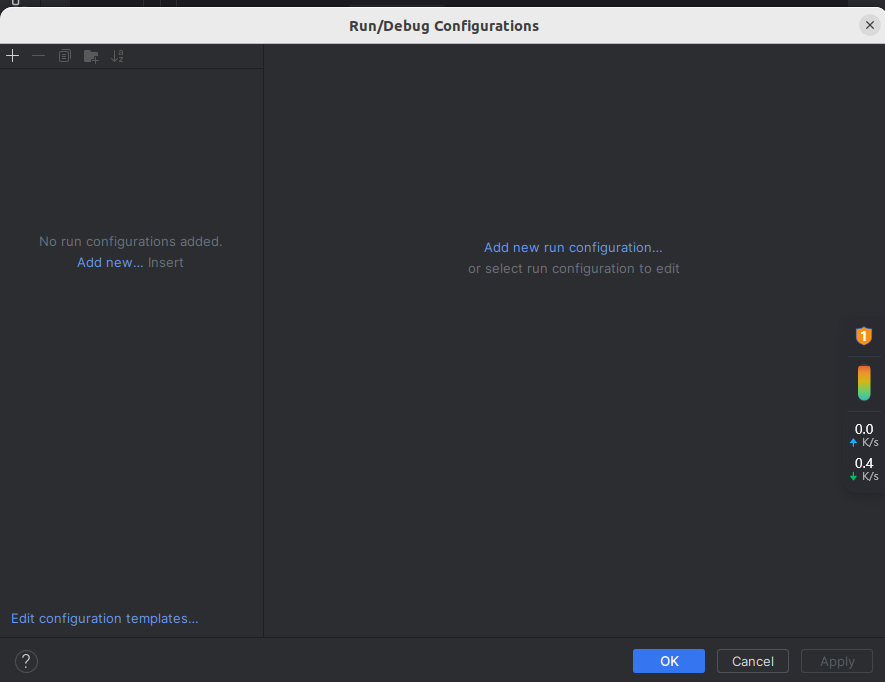 Run/Debug Configurations
No run configurations added.
Add new... Insert
Add new run configuration...
or select run configuration to edit
1
0.0
K/s
0.4
K/s
Edit configuration templates...
?
OK
Cancel
Apply